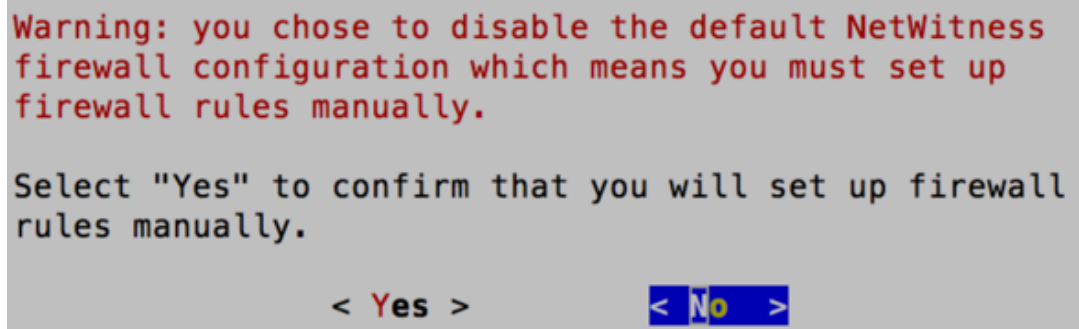 Warning: you chose to disable the default NetWitness
firewall configuration which means you must set up
firewall rules manually.
Select "Yes" to confirm that you will set up firewall
rules manually.
< Yes > < No >